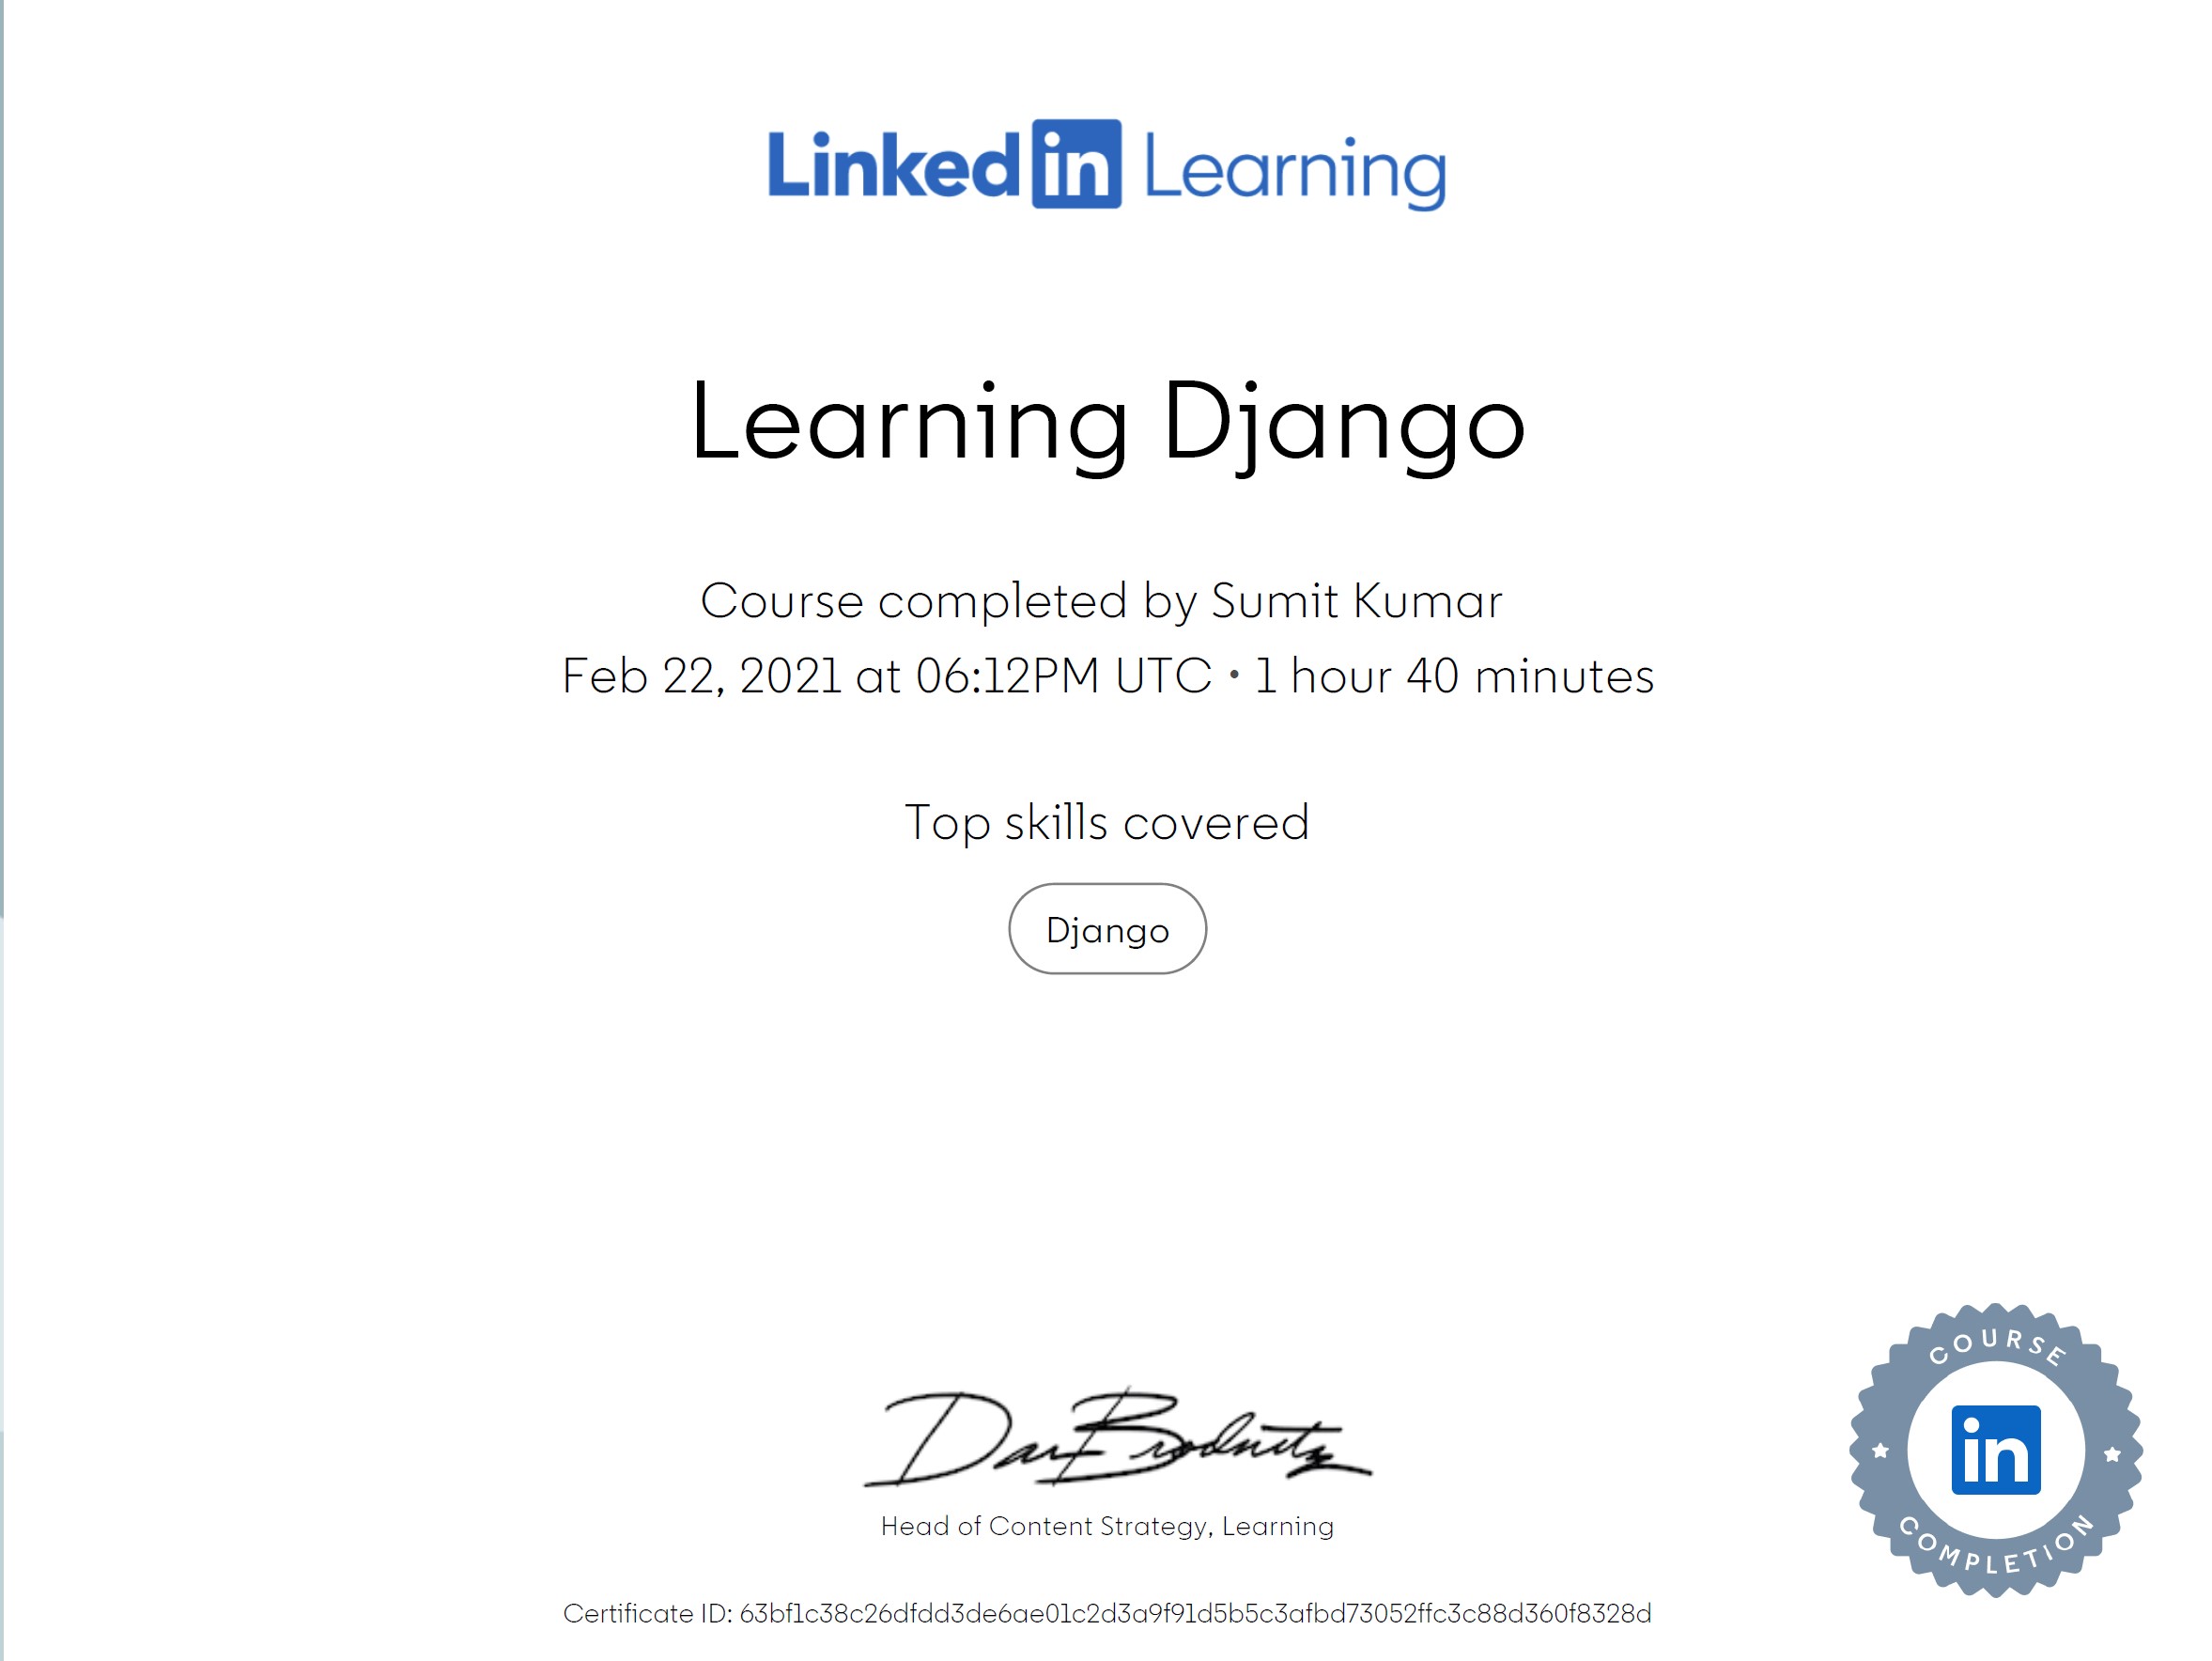 Linked in Learning
Learning Django
Course completed by Sumit Kumar
Feb 22, 2021 at 06:12PM UTC • 1 hour 40 minutes
Top skills covered
Django
Dan Brodnitz
Head of Content Strategy, Learning
COURSE
in
COMPLETION
Certificate ID: 63bf1c38c26dfdd3de6ae01c2d3a9f91d5b5c3afbd73052ffc3c88d360f8328d